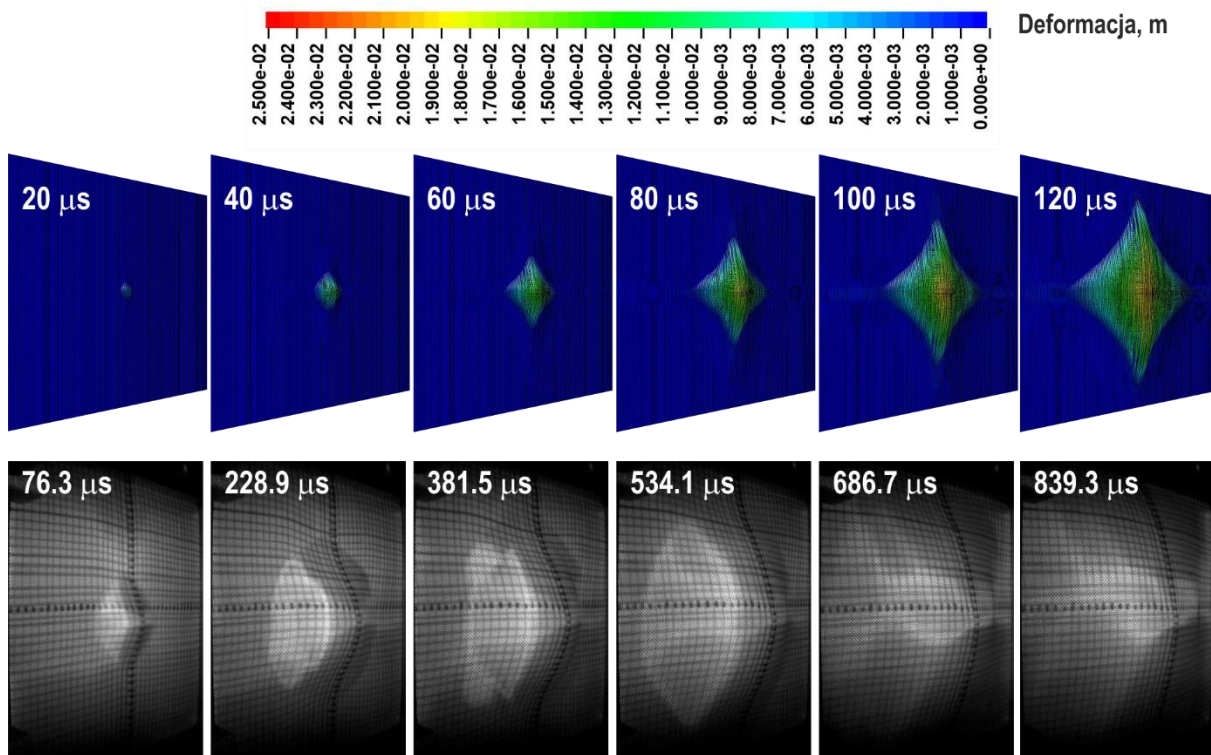 Deformacja, m
2.500e-02
2.400e-02
2.300e-02
2.200e-02
2.100e-02
2.000e-02
1.900e-02
1.800e-02
1.700e-02
1.600e-02
1.500e-02
1.400e-02
1.300e-02
1.200e-02
1.100e-02
1.000e-02
9.000e-03
8.000e-03
7.000e-03
6.000e-03
5.000e-03
4.000e-03
3.000e-03
2.000e-03
1.000e-03
0.000e+00
20 μs
40 μs
60 μs
80 μs
100 μs
120 μs
76.3 μs
228.9 μs
381.5 μs
534.1 μs
686.7 μs
839.3 μs